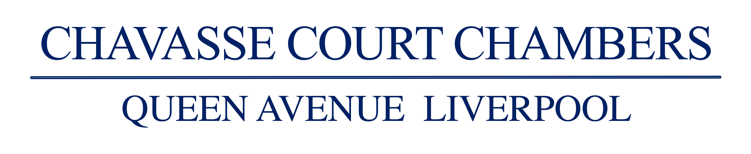 CHAVASSE COURT CHAMBERS
QUEEN AVENUE LIVERPOOL